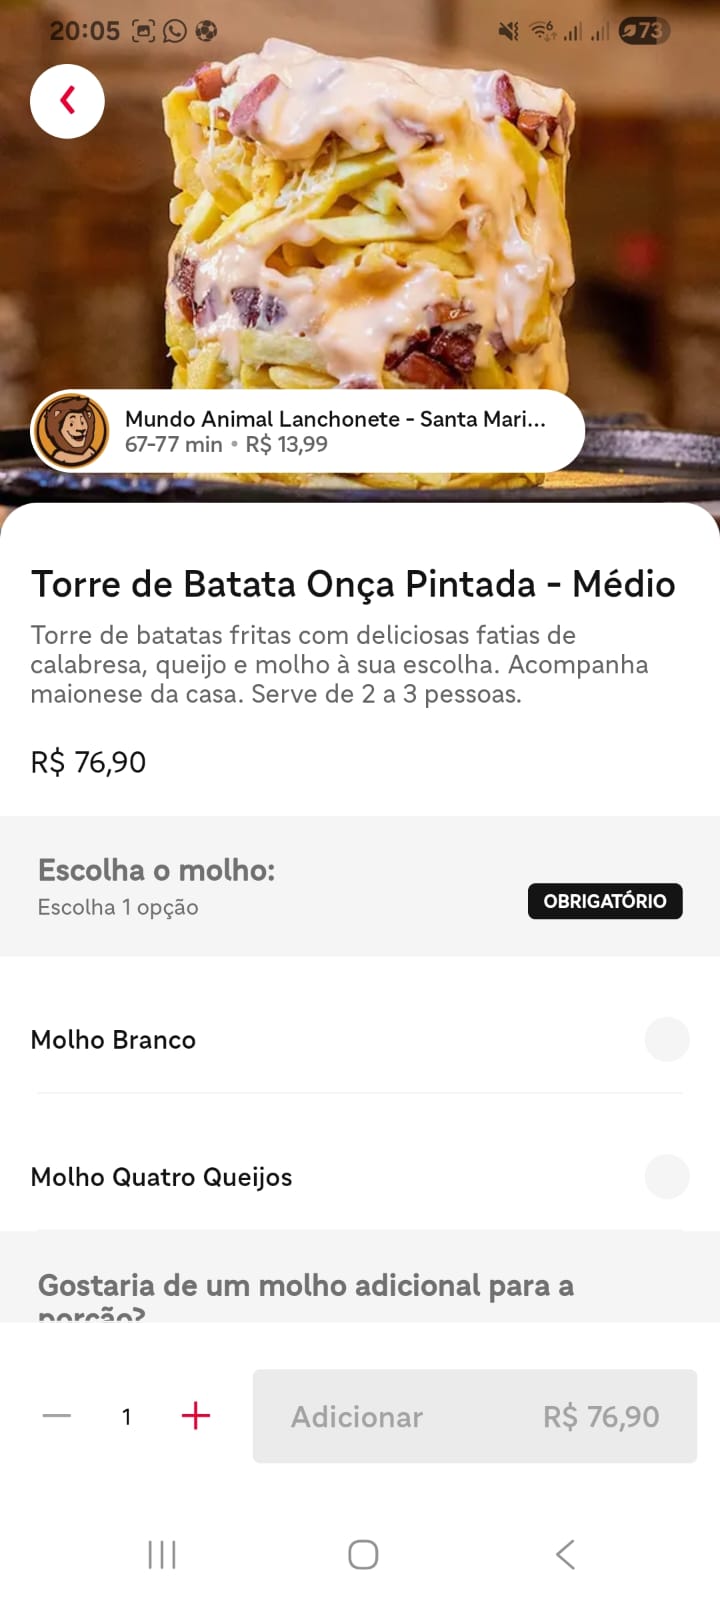 20:05
73
Mundo Animal Lanchonete - Santa Mari...
67-77 min • R$ 13,99
Torre de Batata Onça Pintada - Médio
Torre de batatas fritas com deliciosas fatias de
calabresa, queijo e molho à sua escolha. Acompanha
maionese da casa. Serve de 2 a 3 pessoas.
R$ 76,90
Escolha o molho:
Escolha 1 opção
OBRIGATÓRIO
Molho Branco
Molho Quatro Queijos
Gostaria de um molho adicional para a
porção?
1
Adicionar R$ 76,90